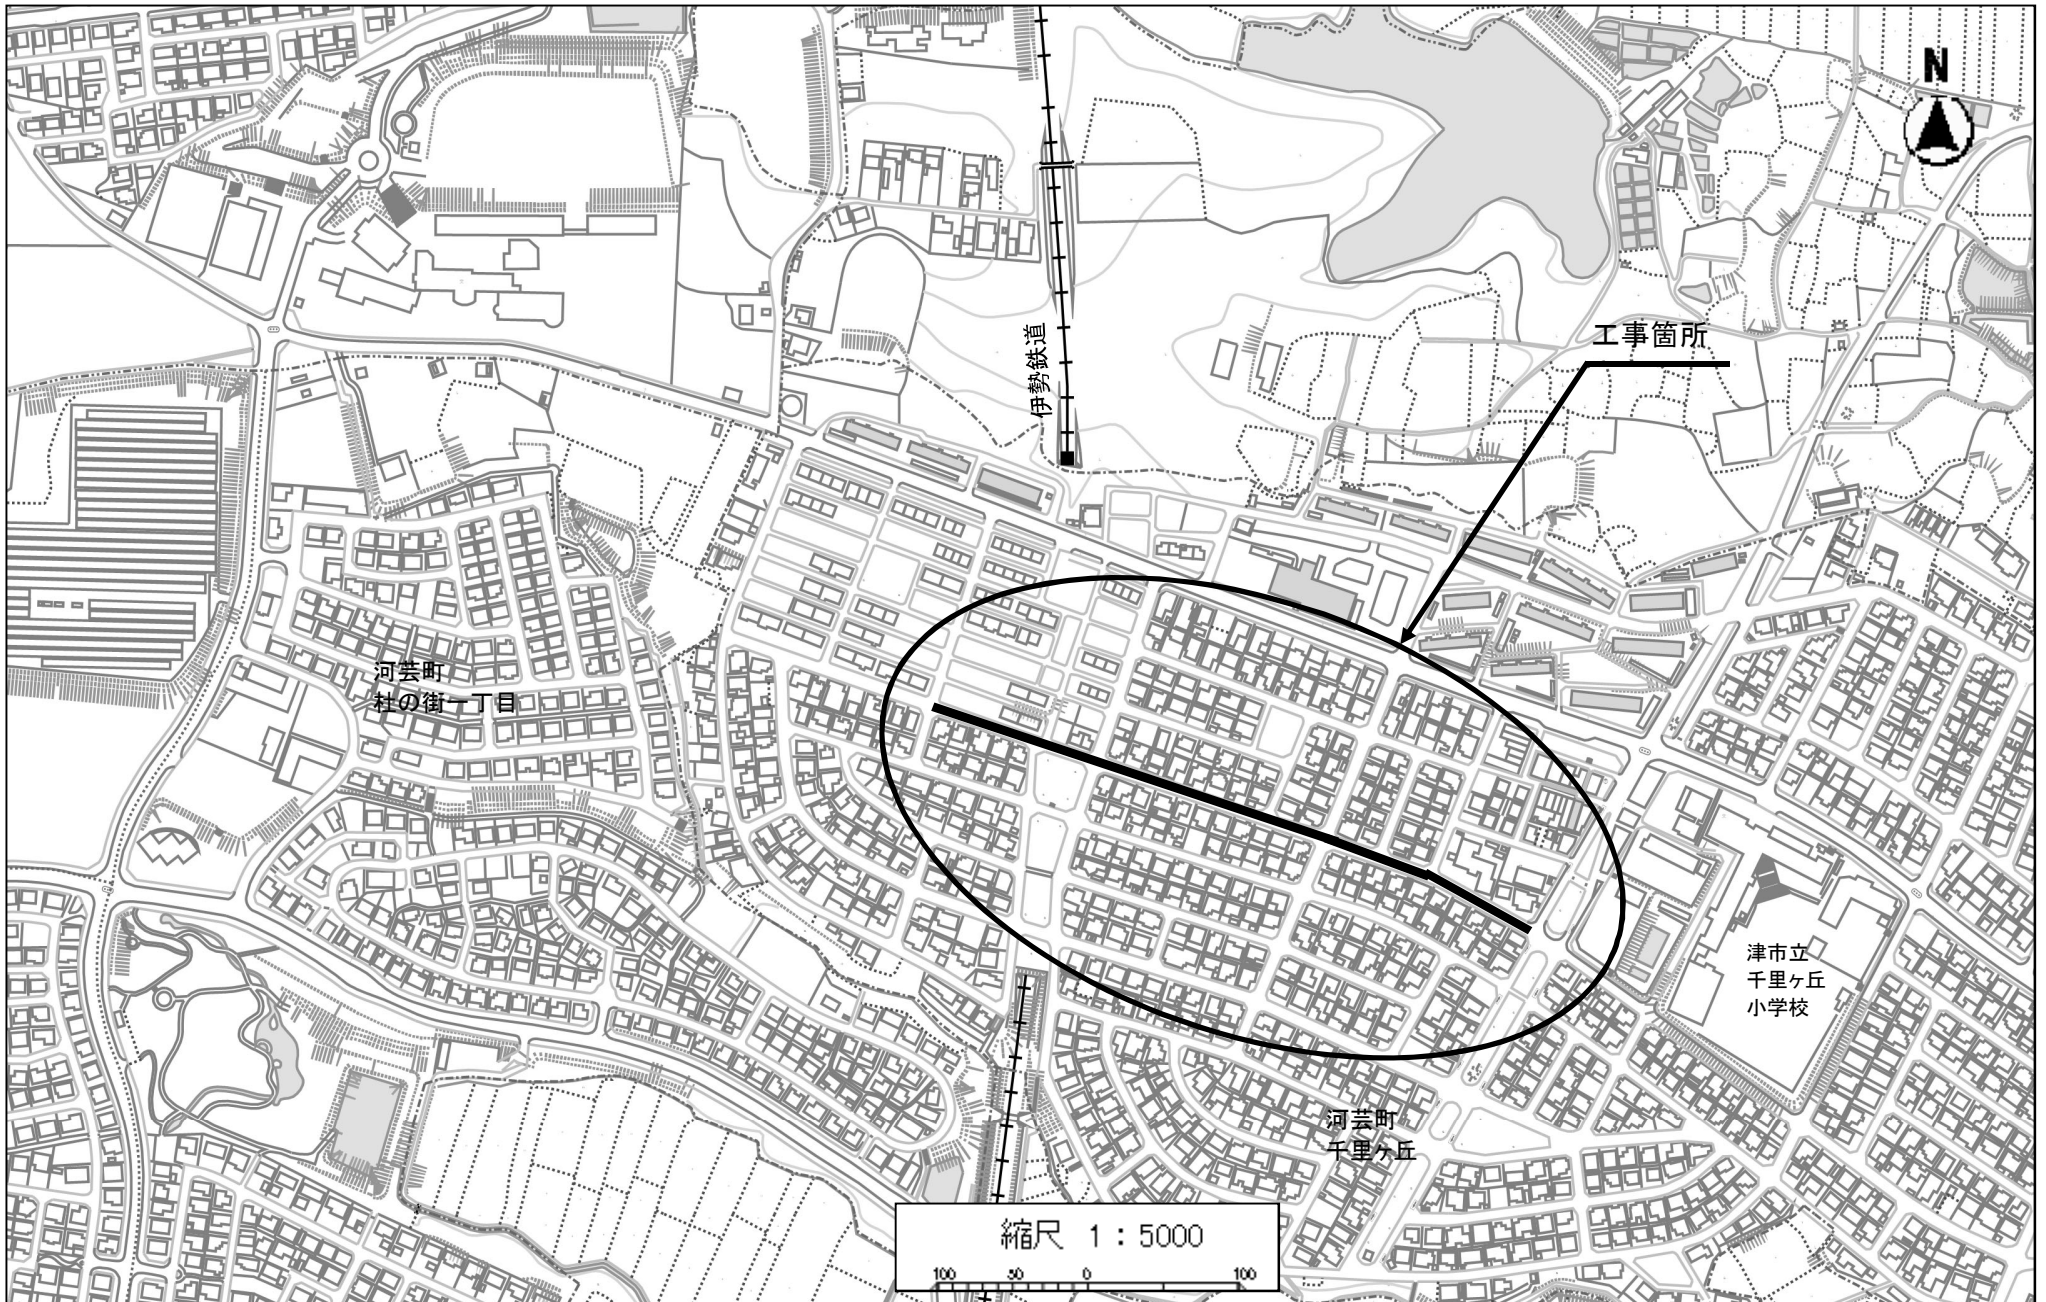 N
工事箇所
伊勢鉄道
河芸町
杜の街一丁目
津市立
千里ヶ丘
小学校
河芸町
千里ヶ丘
縮尺 1:5000
100 50 0 100